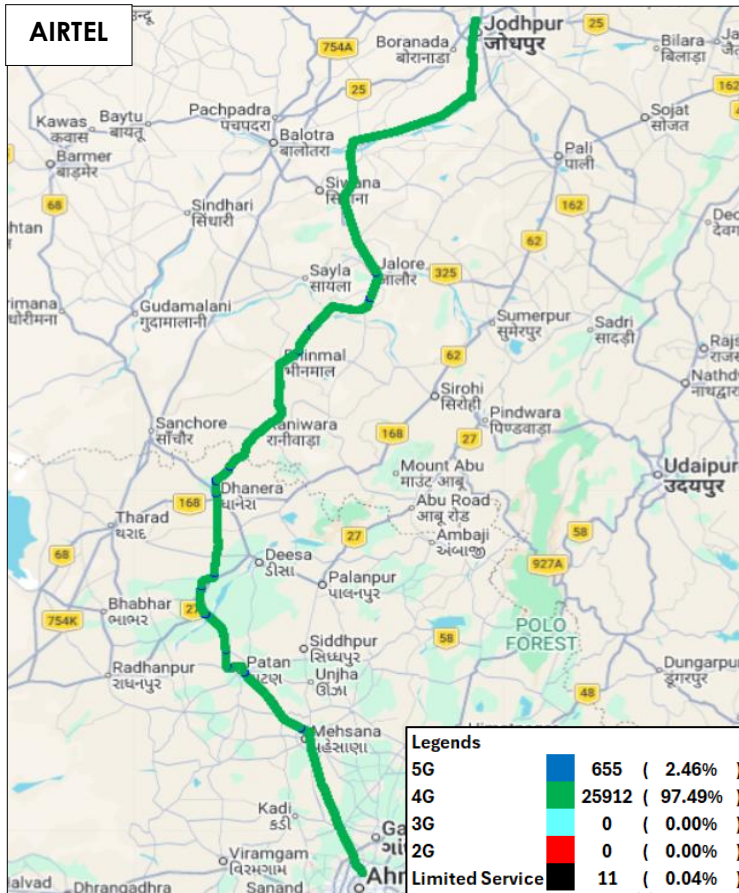 AIRTEL
Jodhpur
जोधपुर
25
754A
Boranada
बोरानाडा
Bilara
बिलाड़ा
25
162
Kawas
कवास
Baytu
बायतू
Pachpadra
पचपदरा
Sojat
सोजत
Balotra
बालोतरा
Barmer
बाड़मेर
Pali
पाली
Siwana
68
Sindhari
सिंधारी
162
62
Sayla
सायला
Jalore
जालौर
325
Gudamalani
गुदामालानी
Sumerpur
सुमेरपुर
Sadri
सादड़ी
भीनमाल
62
Sirohi
सिरोही
Sanchore
साँचौर
रानीवाड़ा
168
Pindwara
पिण्डवाड़ा
27
Mount Abu
माउंट आबू
Udaipur
उदयपुर
Dhanera
ધાનેરા
168
Abu Road
आबू रोड
Tharad
થરાદ
27
Ambaji
અંબાજી
58
68
Deesa
ડીસા
927A
Palanpur
પાલનપુર
Bhabhar
ભાભર
27
754K
POLO
FOREST
58
Siddhpur
સિધ્ધપુર
Patan
પાટણ
Radhanpur
રાધનપુર
Unjha
ઊંઝા
Dungarpur
डूंगरपुर
48
Mehsana
મહેસાણા
Kadi
કડી
Viramgam
વિરમગામ
Dhrangadhra
Sanand
Legends
5G 655 ( 2.46% )
4G 25912 ( 97.49% )
3G 0 ( 0.00% )
2G 0 ( 0.00% )
Limited Service 11 ( 0.04% )